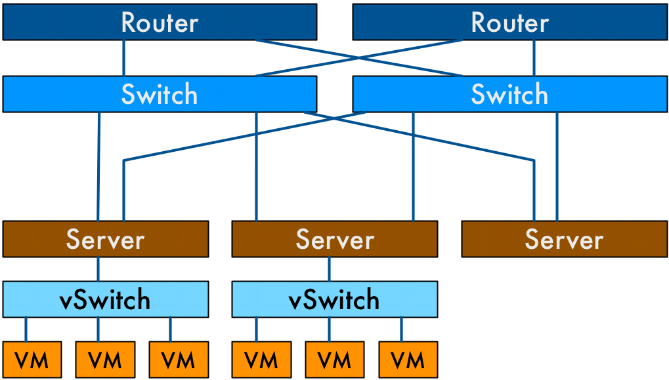 Router Router
Switch Switch
Server Server Server
vSwitch vSwitch
VM VM VM VM VM VM